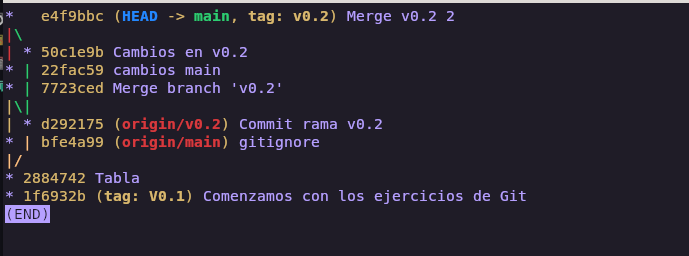 *   e4f9bbc (HEAD -> main, tag: v0.2) Merge v0.2 2
|\
| * 50c1e9b Cambios en v0.2
* | 22fac59 cambios main
* | 7723ced Merge branch 'v0.2'
|\|
| * d292175 (origin/v0.2) Commit rama v0.2
* | bfe4a99 (origin/main) gitignore
|/
* 2884742 Tabla
* 1f6932b (tag: V0.1) Comenzamos con los ejercicios de Git
(END)